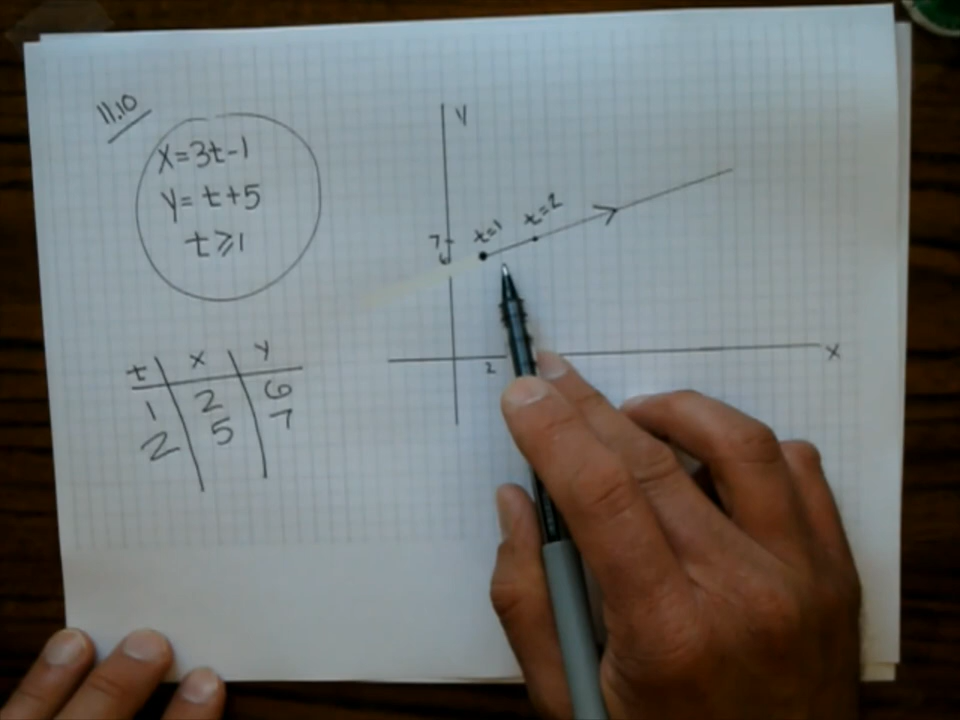 11.10
x=3t-1
y=t+5
t≥1
t x y
1 2 6
2 5 7
y
t=1 t=2
7
6
x
2